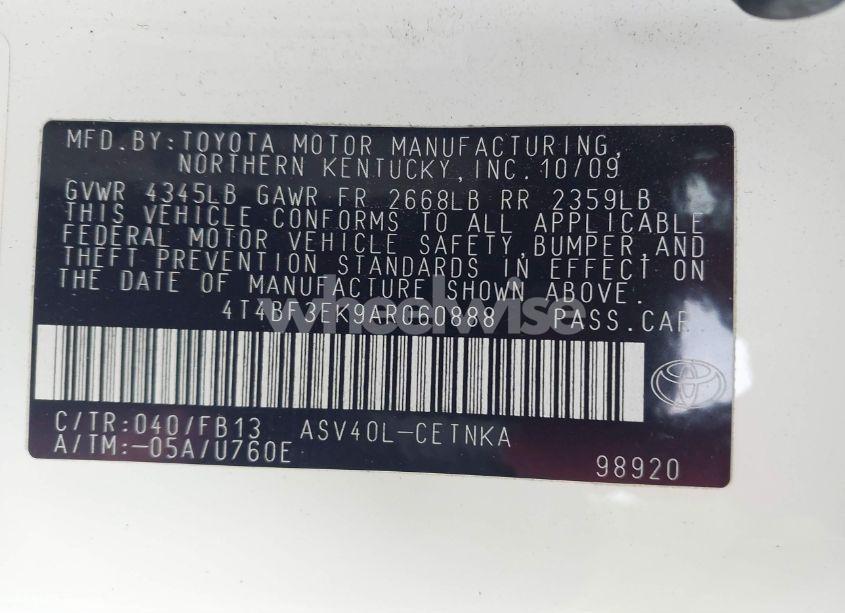 MFD.BY:TOYOTA MOTOR MANUFACTURING,
NORTHERN KENTUCKY,INC.10/09
GVWR 4345LB GAWR FR 2668LB RR 2359LB
THIS VEHICLE CONFORMS TO ALL APPLICABLE
FEDERAL MOTOR VEHICLE SAFETY,BUMPER,AND
THEFT PREVENTION STANDARDS IN EFFECT ON
THE DATE OF MANUFACTURE SHOWN ABOVE.
4T4BF3EK9AR060888 PASS.CAR
wheelwise
C/TR:040/FB13 ASV40L-CETNKA
A/TM:-05A/U760E
98920